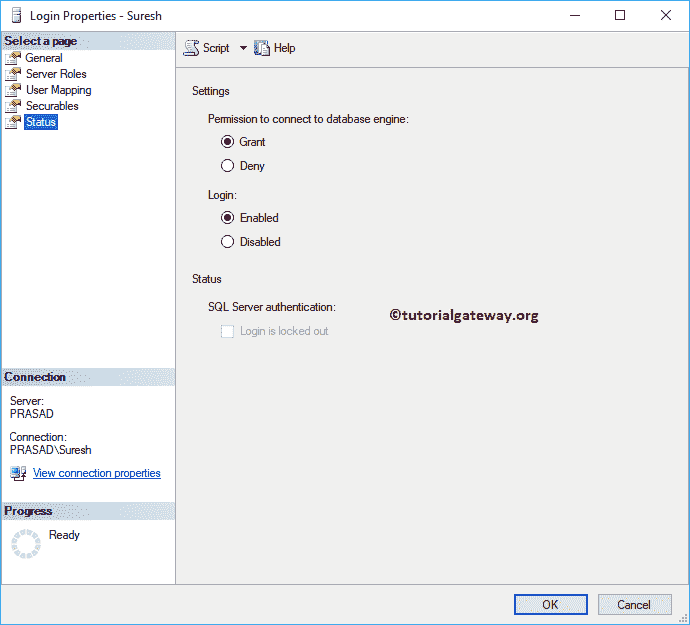 Login Properties - Suresh
Select a page
General
Server Roles
User Mapping
Securables
Status
Script
Help
Settings
Permission to connect to database engine:
Grant
Deny
Login:
Enabled
Disabled
Status
SQL Server authentication:
Login is locked out
©tutorialgateway.org
Connection
Server:
PRASAD
Connection:
PRASAD\Suresh
View connection properties
Progress
Ready
OK
Cancel